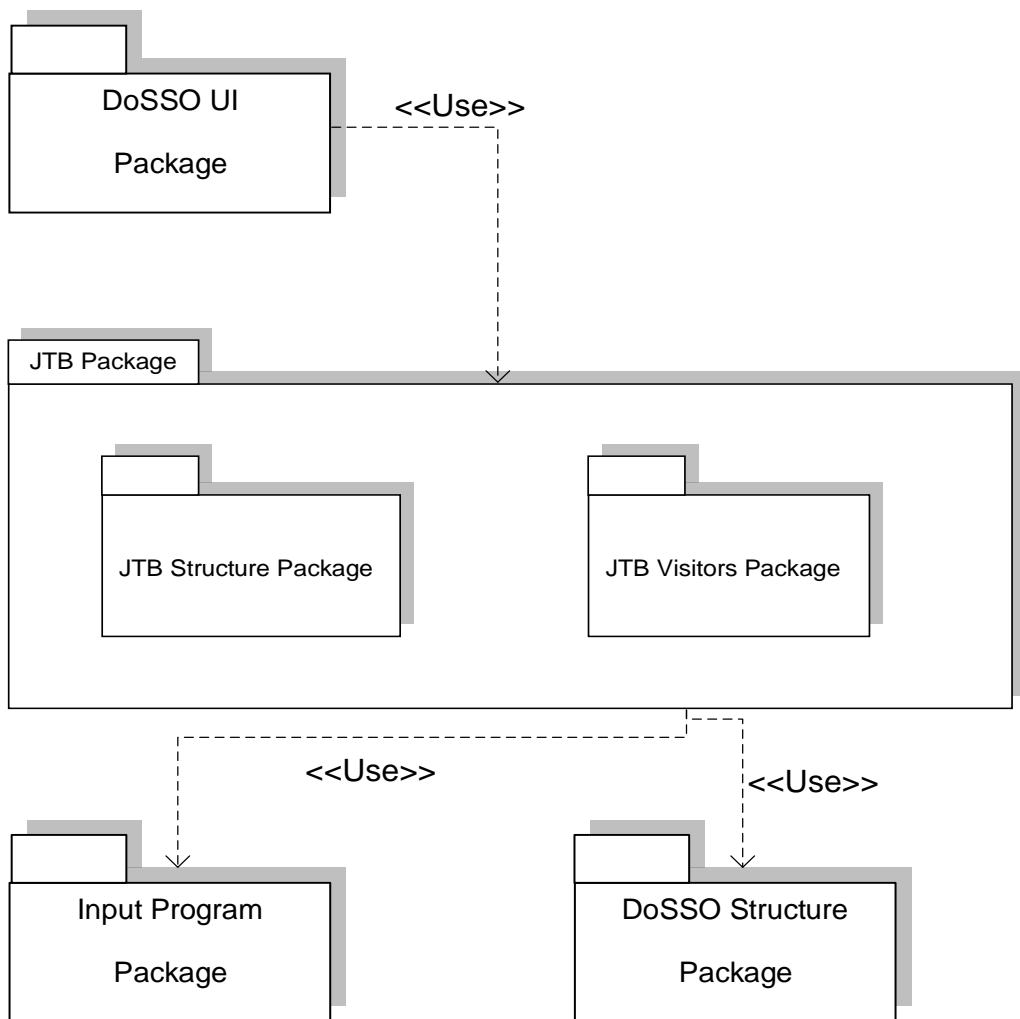 DoSSO UI
Package
<<Use>>
JTB Package
JTB Structure Package
JTB Visitors Package
<<Use>>
<<Use>>
Input Program
Package
DoSSO Structure
Package